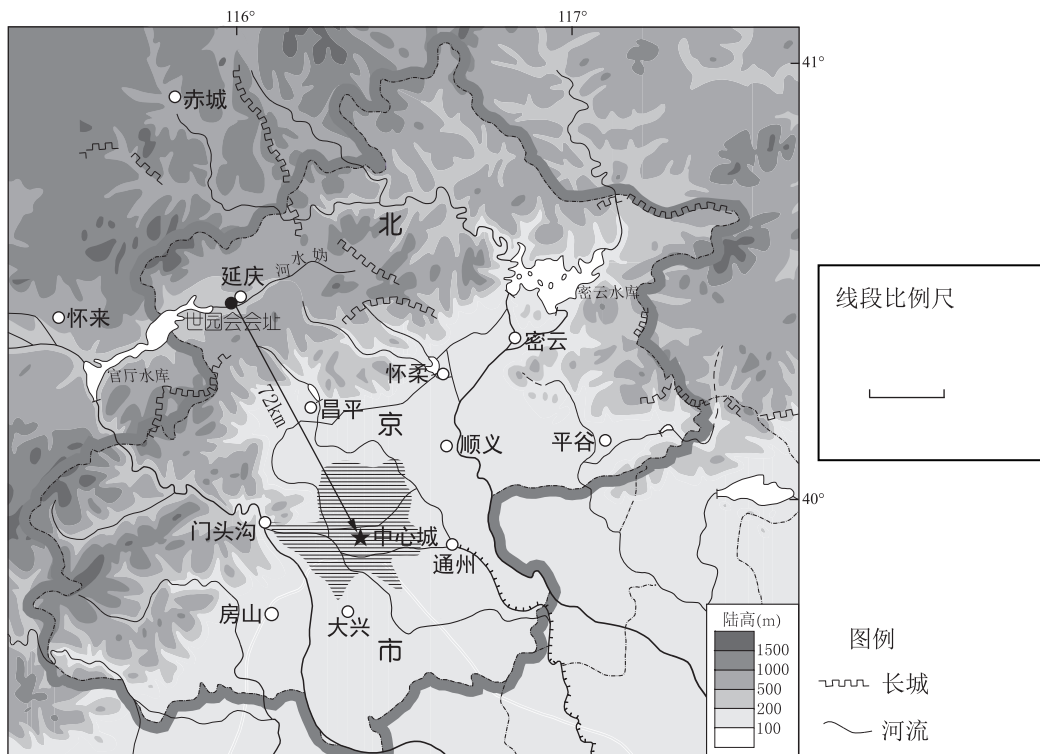 116°
117°
41°
赤城
北
延庆
河水妫
世园会会址
密云水库
怀来
线段比例尺
官厅水库
密云
怀柔
72km
昌平
京
顺义
平谷
40°
门头沟
中心城
通州
房山
大兴
市
陆高(m)
1500
1000
500
200
100
图例
长城
河流